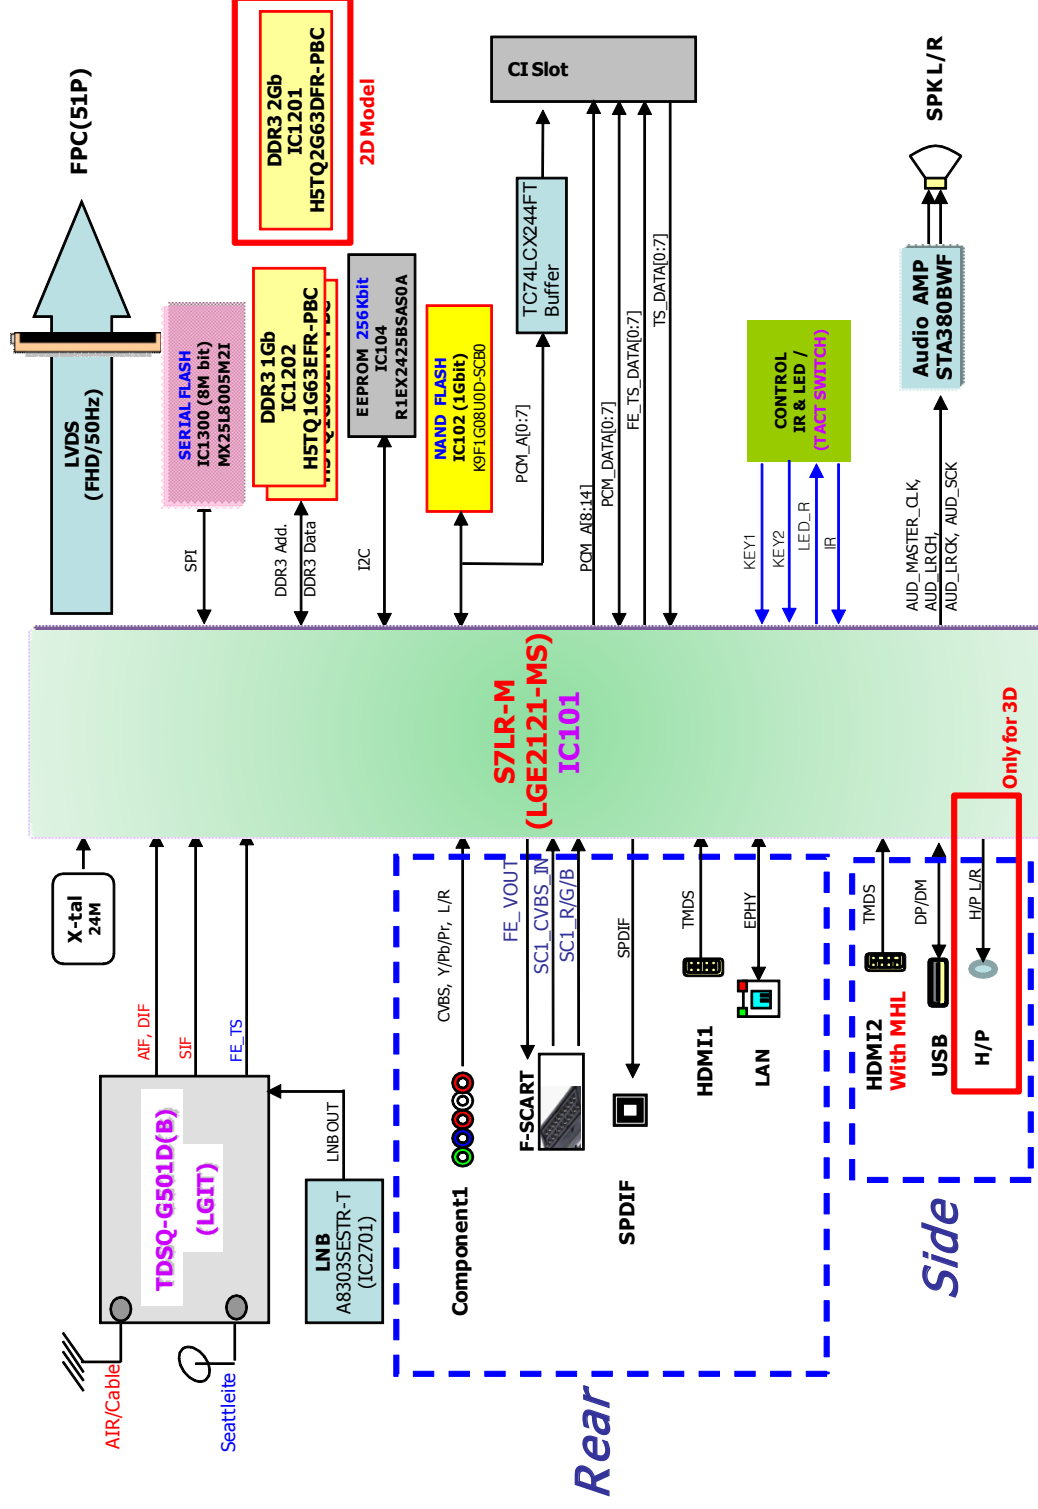 FPC(51P)
LVDS
(FHD/50Hz)
DDR3 2Gb
IC1201
H5TQ2G63DFR-PBC
2D Model
SERIAL FLASH
IC1300 (8M bit)
MX25L8005M2I
SPI
DDR3 1Gb
IC1202
H5TQ1G63EFR-PBC
DDR3 Add.
DDR3 Data
EEPROM 256Kbit
IC104
R1EX2425BSAS0A
I2C
NAND FLASH
IC102 (1Gbit)
K9F1G08U0D-SCB0
CI Slot
TC74LCX244FT
Buffer
PCM_A[0:7]
PCM_A[8:14]
PCM_DATA[0:7]
FE_TS_DATA[0:7]
TS_DATA[0:7]
CONTROL
IR & LED /
(TACT SWITCH)
KEY1
KEY2
LED_R
IR
SPK L/R
Audio AMP
STA380BWF
AUD_MASTER_CLK,
AUD_LRCH,
AUD_LRCK, AUD_SCK
S7LR-M
(LGE2121-MS)
IC101
Only for 3D
X-tal
24M
AIF, DIF
SIF
FE_TS
TDSQ-G501D(B)
(LGIT)
LNB OUT
LNB
A8303SESTR-T
(IC2701)
AIR/Cable
Seattleite
CVBS, Y/Pb/Pr, L/R
Component1
FE_VOUT
SC1_CVBS_IN
SC1_R/G/B
F-SCART
SPDIF
SPDIF
TMDS
HDMI1
EPHY
LAN
Rear
TMDS
HDMI2
With MHL
DP/DM
USB
H/P L/R
H/P
Side